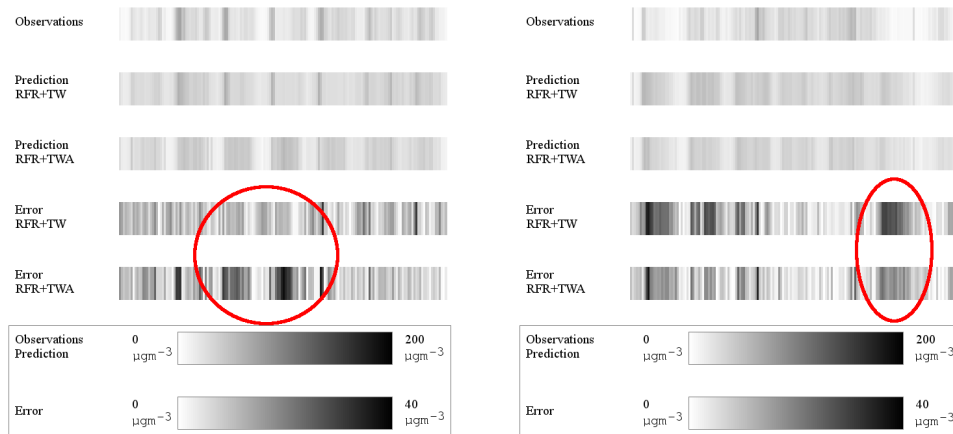 Observations
Prediction
RFR+TW
Prediction
RFR+TWA
Error
RFR+TW
Error
RFR+TWA
Observations
Prediction
0
µgm-3
200
µgm-3
Error
0
µgm-3
40
µgm-3
Observations
Prediction
RFR+TW
Prediction
RFR+TWA
Error
RFR+TW
Error
RFR+TWA
Observations
Prediction
0
µgm-3
200
µgm-3
Error
0
µgm-3
40
µgm-3